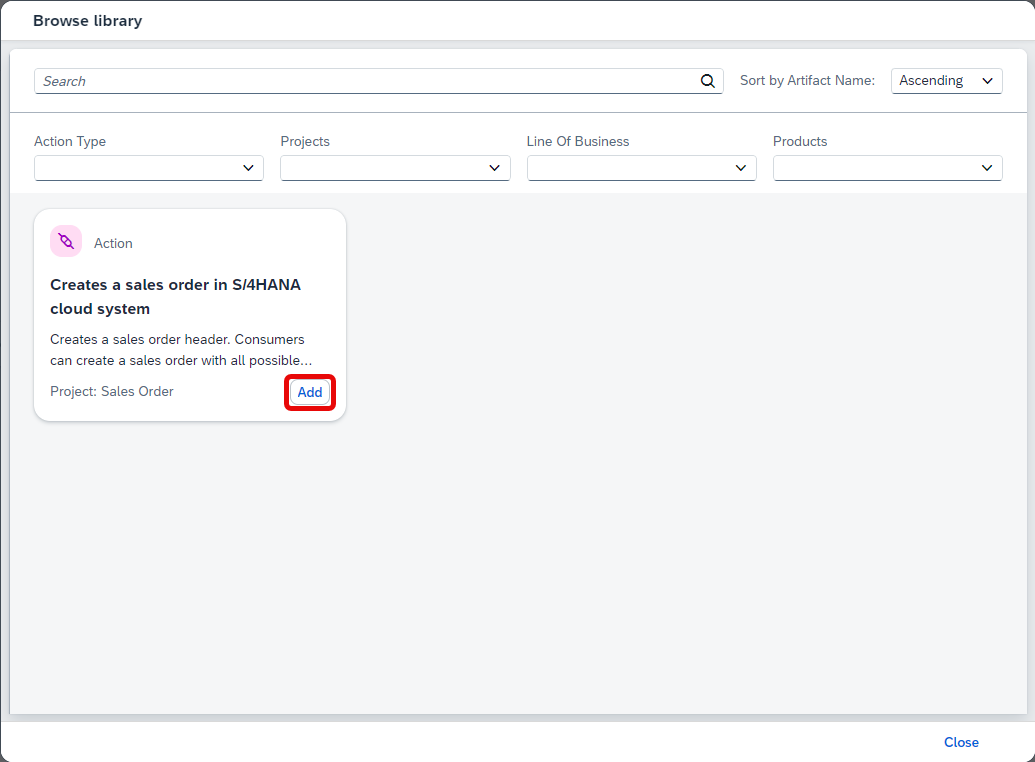 Browse library
Search
Sort by Artifact Name:
Ascending
Action Type
Projects
Line Of Business
Products
Action
Creates a sales order in S/4HANA
cloud system
Creates a sales order header. Consumers
can create a sales order with all possible...
Project: Sales Order
Add
Close